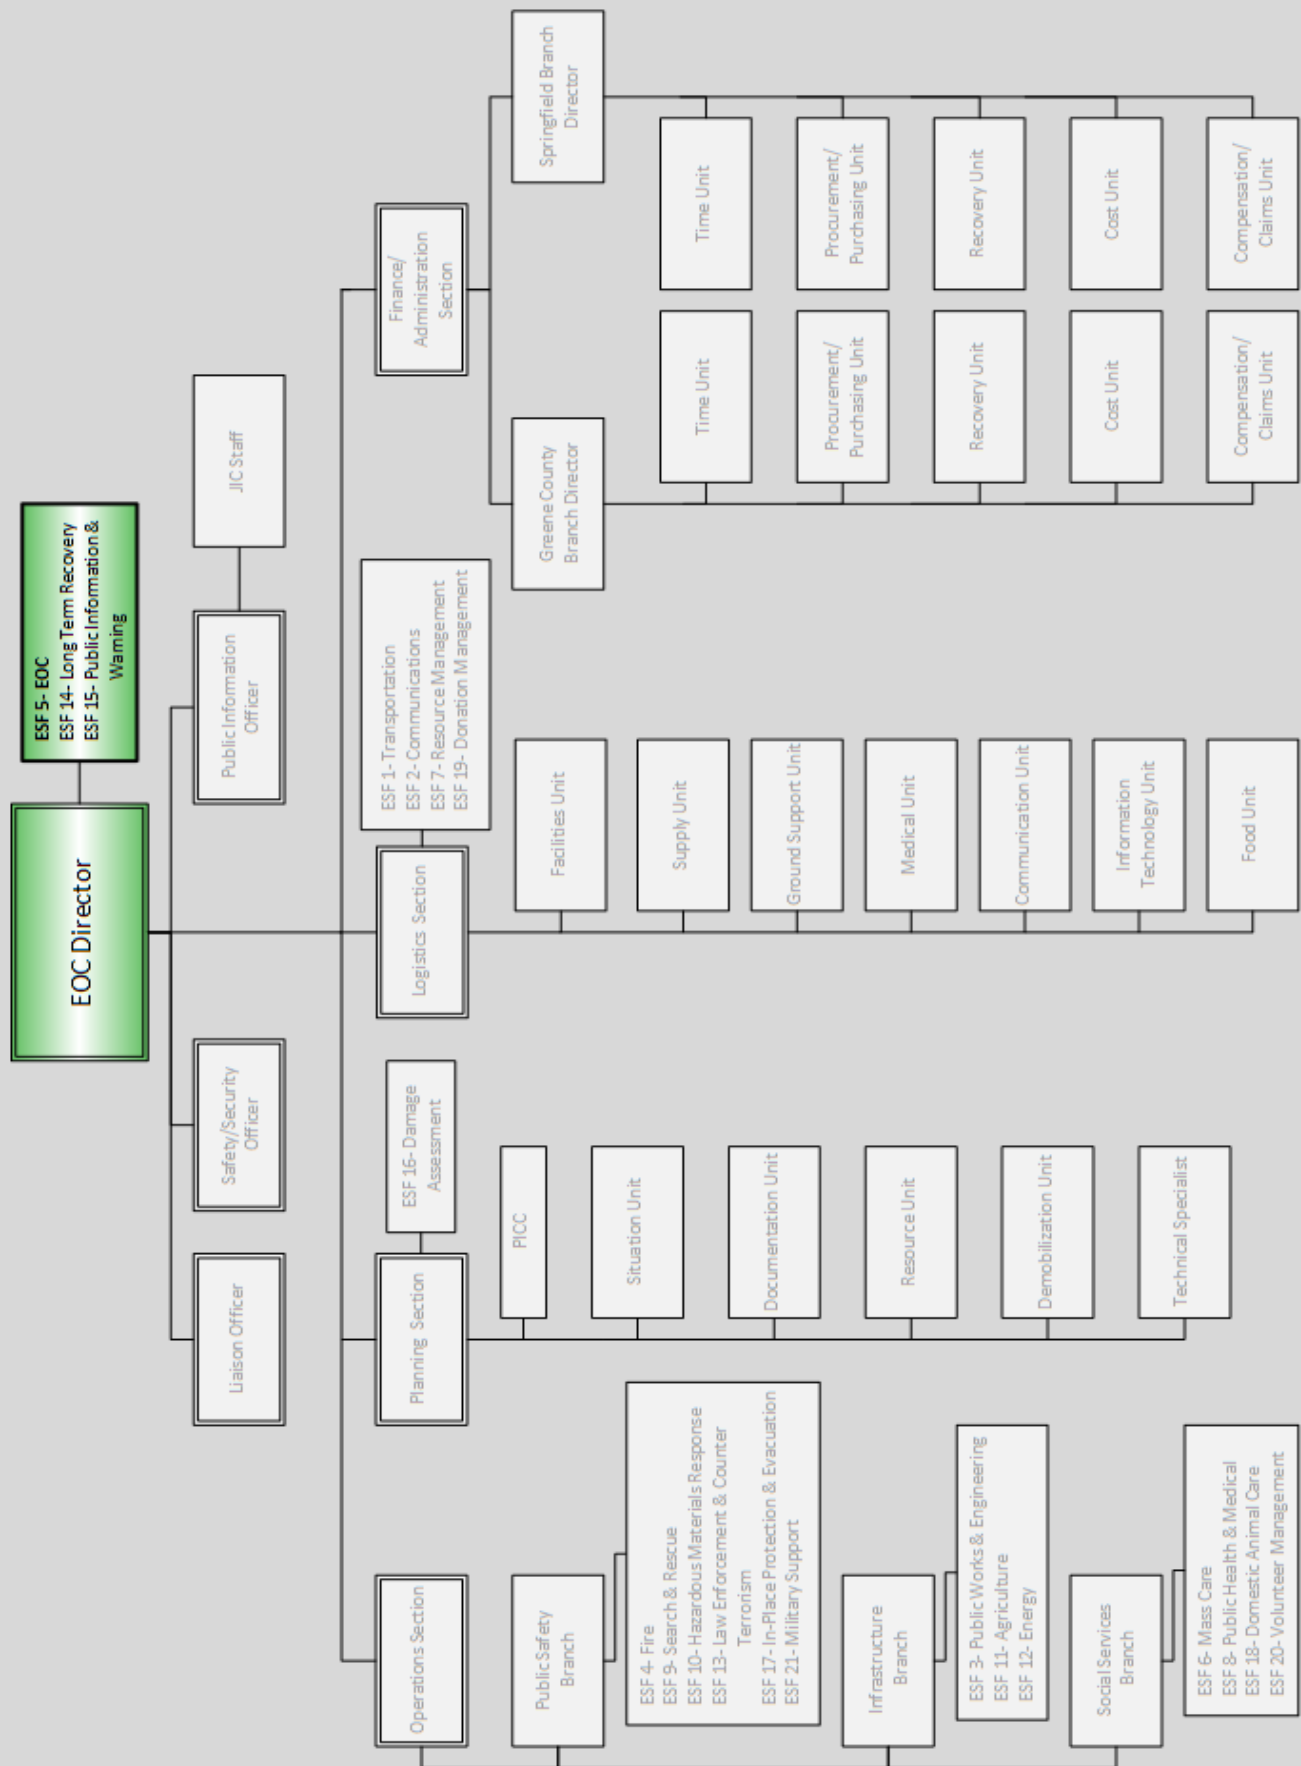 EOC Director
ESF 5- EOC
ESF 14- Long Term Recovery
ESF 15- Public Information &
Warning
Liaison Officer
Safety/Security
Officer
Public Information
Officer
JIC Staff
Operations Section
Planning Section
ESF 16- Damage
Assessment
Logistics Section
ESF 1- Transportation
ESF 2- Communications
ESF 7- Resource Management
ESF 19- Donation Management
Finance/
Administration
Section
Public Safety
Branch
ESF 4- Fire
ESF 9- Search & Rescue
ESF 10- Hazardous Materials Response
ESF 13- Law Enforcement & Counter
Terrorism
ESF 17- In-Place Protection & Evacuation
ESF 21- Military Support
Infrastructure
Branch
ESF 3- Public Works & Engineering
ESF 11- Agriculture
ESF 12- Energy
Social Services
Branch
ESF 6- Mass Care
ESF 8- Public Health & Medical
ESF 18- Domestic Animal Care
ESF 20- Volunteer Management
PICC
Situation Unit
Documentation Unit
Resource Unit
Demobilization Unit
Technical Specialist
Facilities Unit
Supply Unit
Ground Support Unit
Medical Unit
Communication Unit
Information
Technology Unit
Food Unit
Greene County
Branch Director
Time Unit
Procurement/
Purchasing Unit
Recovery Unit
Cost Unit
Compensation/
Claims Unit
Springfield Branch
Director
Time Unit
Procurement/
Purchasing Unit
Recovery Unit
Cost Unit
Compensation/
Claims Unit